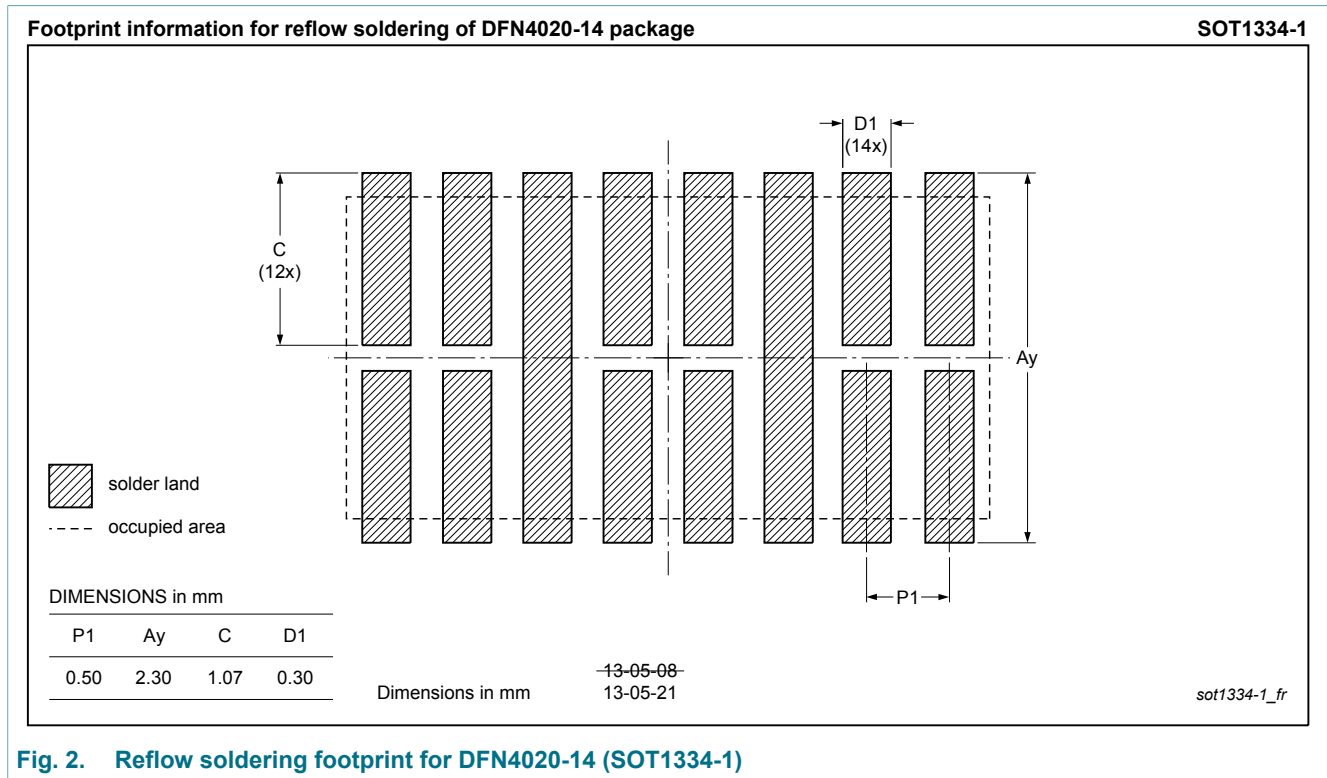 Footprint information for reflow soldering of DFN4020-14 package SOT1334-1
D1
(14x)
C
(12x)
Ay
solder land
occupied area
P1
DIMENSIONS in mm
P1 Ay C D1
0.50 2.30 1.07 0.30
Dimensions in mm
13-05-08
13-05-21
sot1334-1_fr
Fig. 2. Reflow soldering footprint for DFN4020-14 (SOT1334-1)